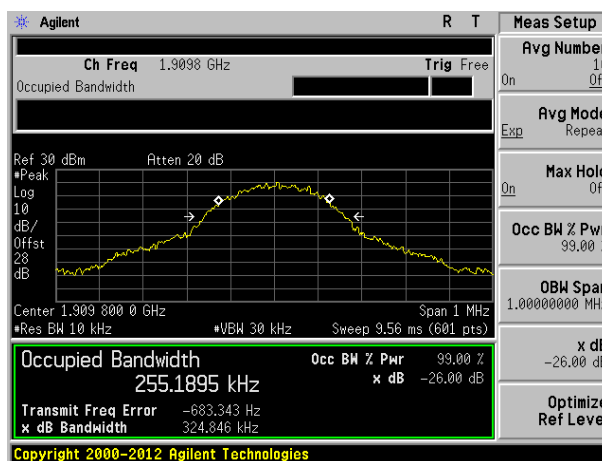 Agilent R T Meas Setup
Ch Freq 1.9098 GHz Trig Free
Occupied Bandwidth
Avg Number
10
On Off
Avg Mode
Exp Repeat
Max Hold
On Off
Occ BW % Pwr
99.00 %
OBW Span
1.00000000 MHz
x dB
-26.00 dB
Optimize
Ref Level
Ref 30 dBm Atten 20 dB
#Peak
Log
10
dB/
Offst
28
dB
Center 1.909 800 0 GHz Span 1 MHz
#Res BW 10 kHz #VBW 30 kHz Sweep 9.56 ms (601 pts)
Occupied Bandwidth Occ BW % Pwr 99.00 %
255.1895 kHz x dB -26.00 dB
Transmit Freq Error -683.343 Hz
x dB Bandwidth 324.846 kHz
Copyright 2000-2012 Agilent Technologies